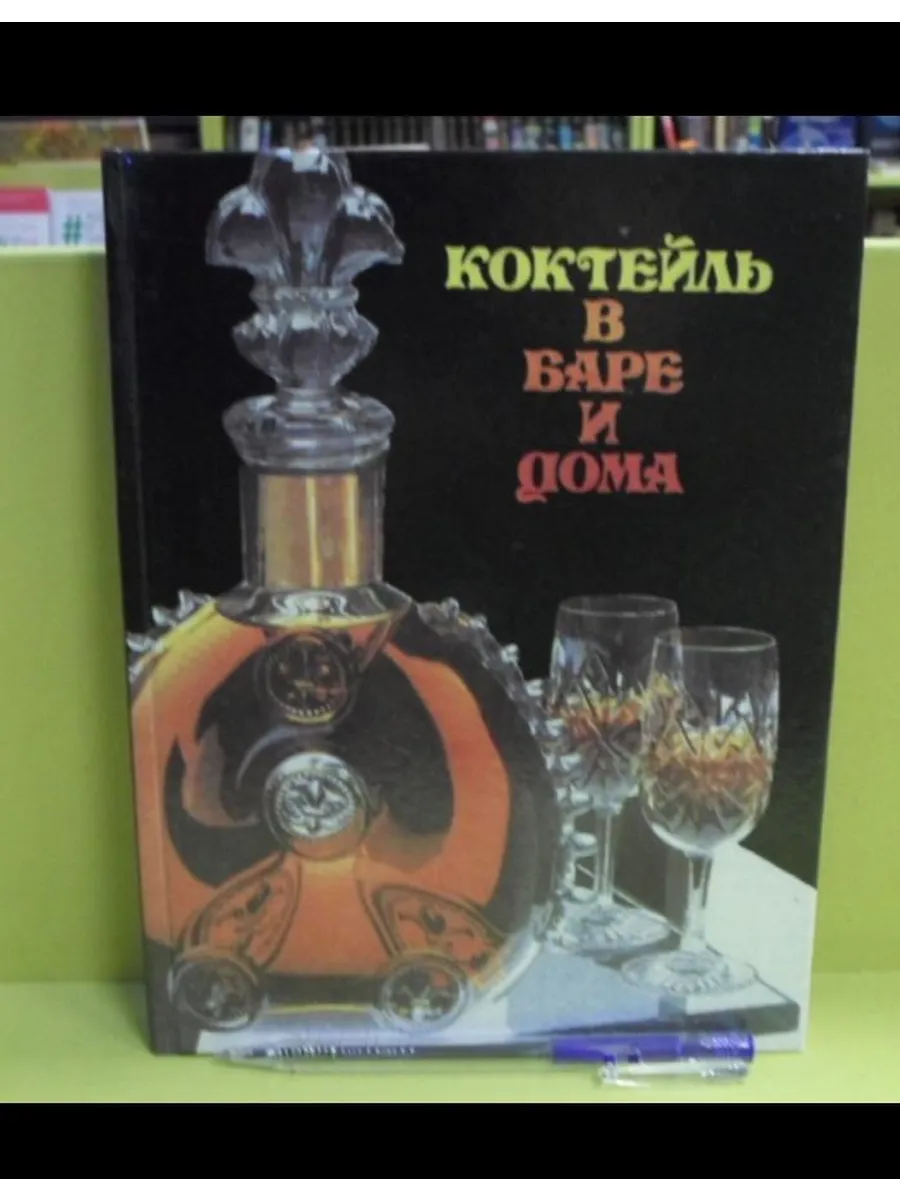 КОКТЕЙЛЬ
В
БАРЕ
И
ДОМА
#